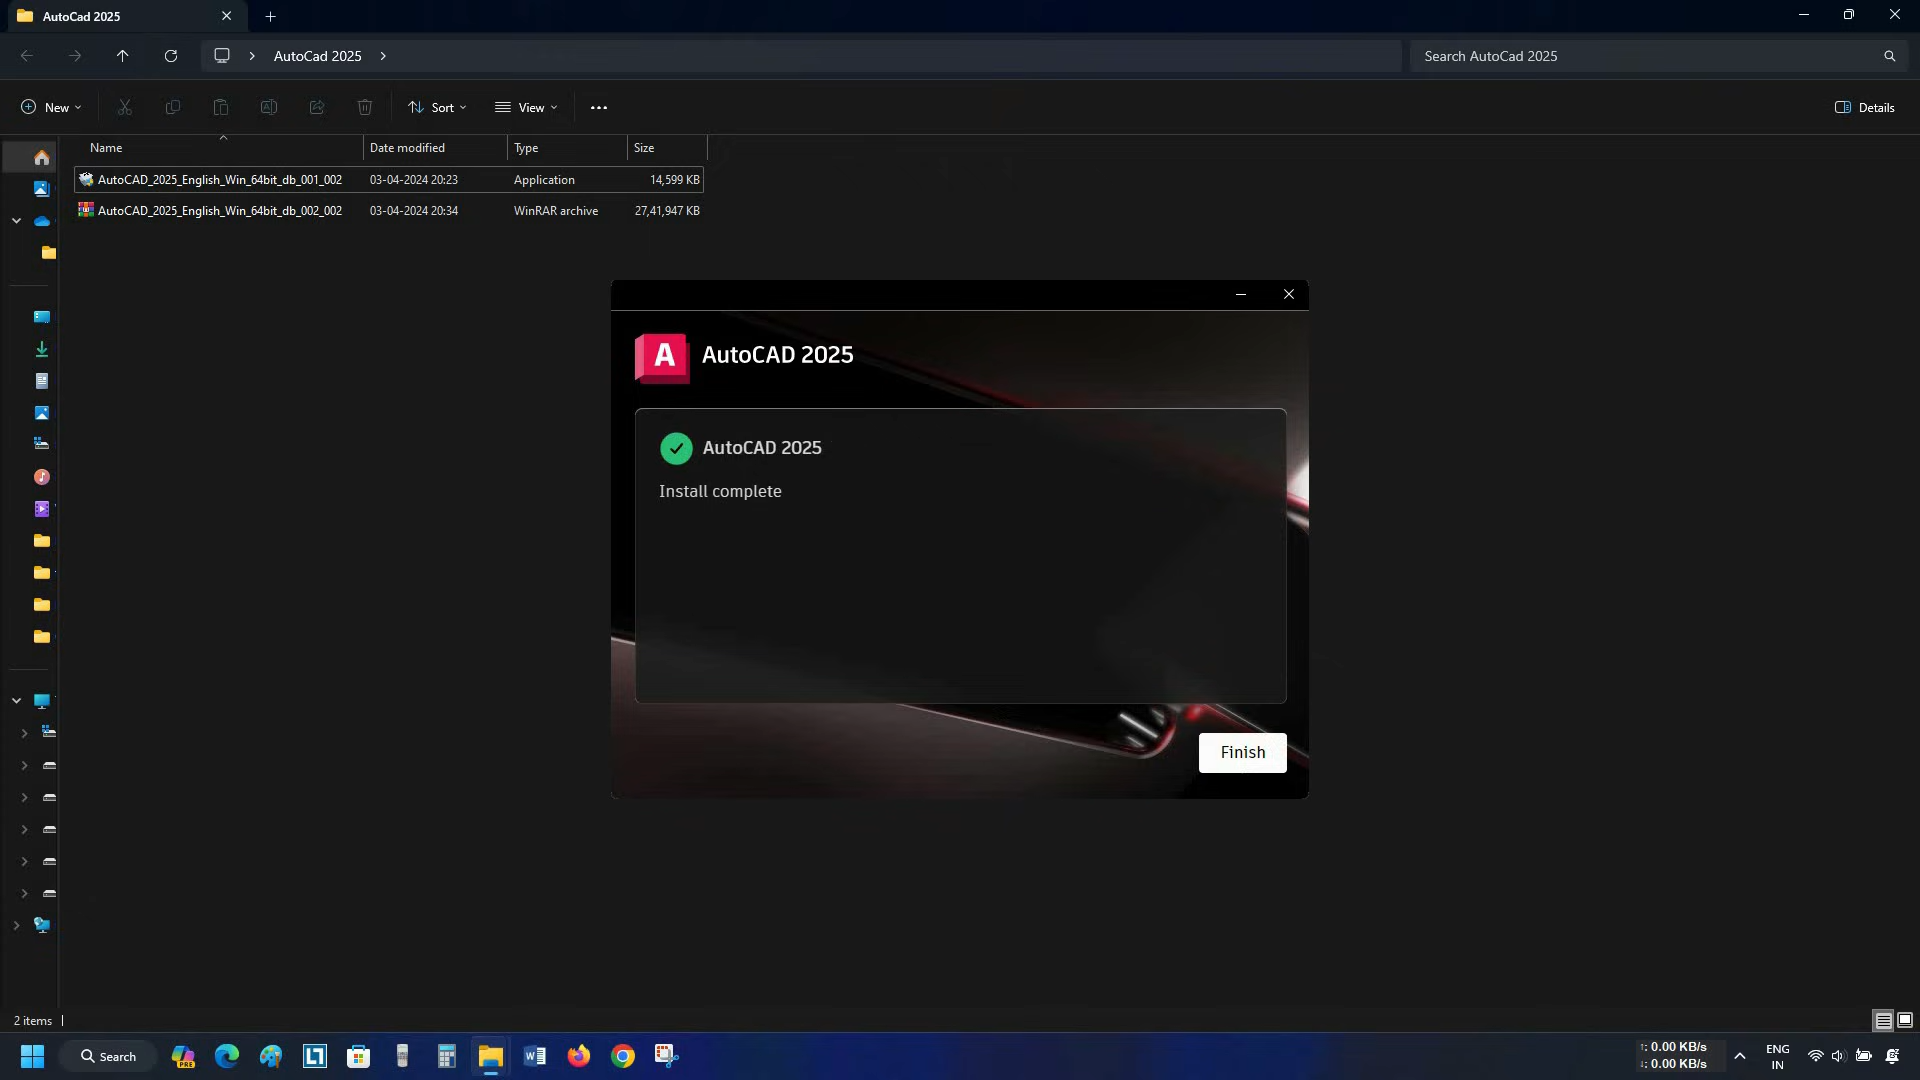 AutoCad 2025
AutoCad 2025
Search AutoCad 2025
New
Sort
View
Details
Name Date modified Type Size
AutoCAD_2025_English_Win_64bit_db_001_002 03-04-2024 20:23 Application 14,599 KB
AutoCAD_2025_English_Win_64bit_db_002_002 03-04-2024 20:34 WinRAR archive 27,41,947 KB
A AutoCAD 2025
AutoCAD 2025
Install complete
Finish
2 items
Search
PRE
↑: 0.00 KB/s
↓: 0.00 KB/s
ENG
IN